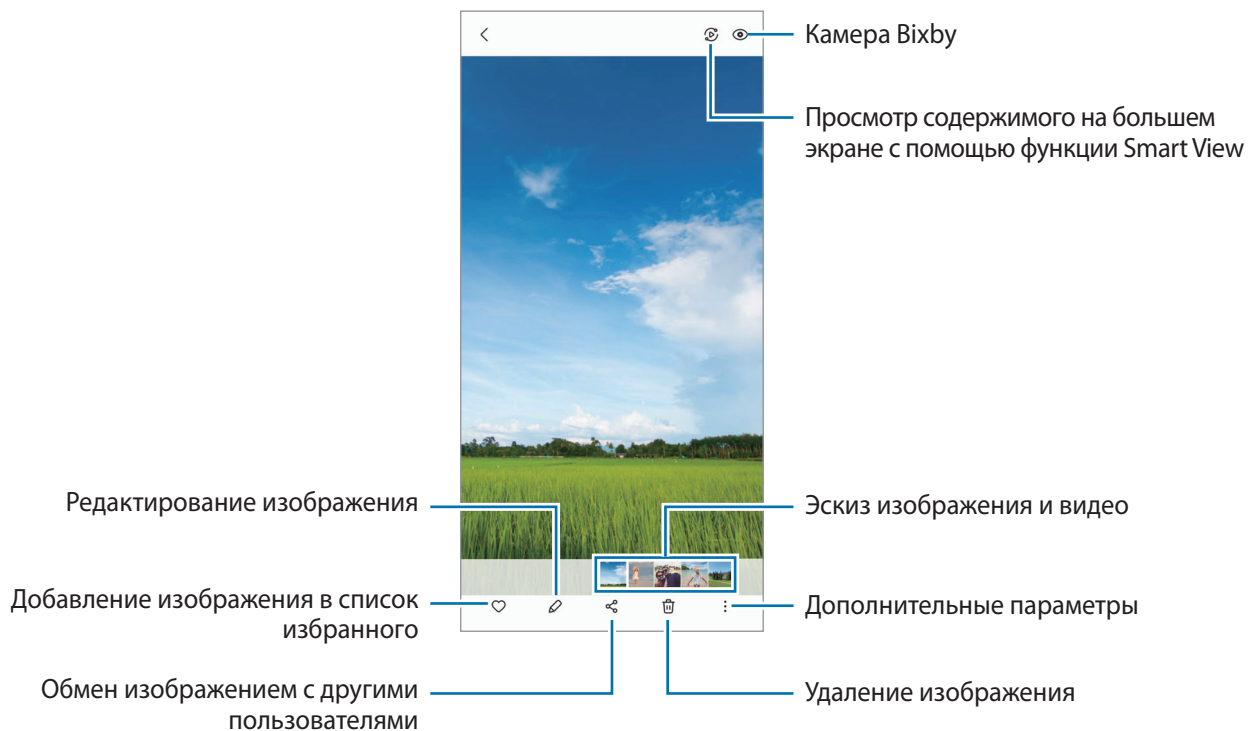 Камера Bixby
Просмотр содержимого на большем
экране с помощью функции Smart View
Редактирование изображения
Эскиз изображения и видео
Добавление изображения в список
избранного
Дополнительные параметры
Обмен изображением с другими
пользователями
Удаление изображения